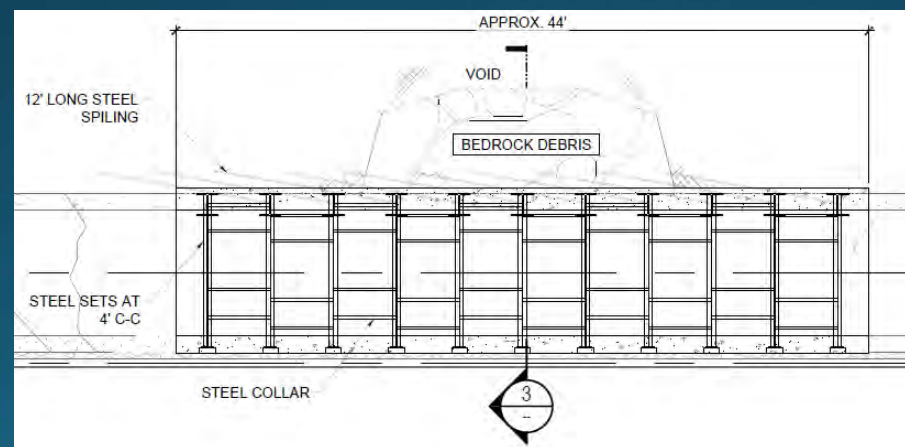 APPROX. 44'
VOID
12' LONG STEEL
SPILING
BEDROCK DEBRIS
STEEL SETS AT
4' C-C
STEEL COLLAR
3
--